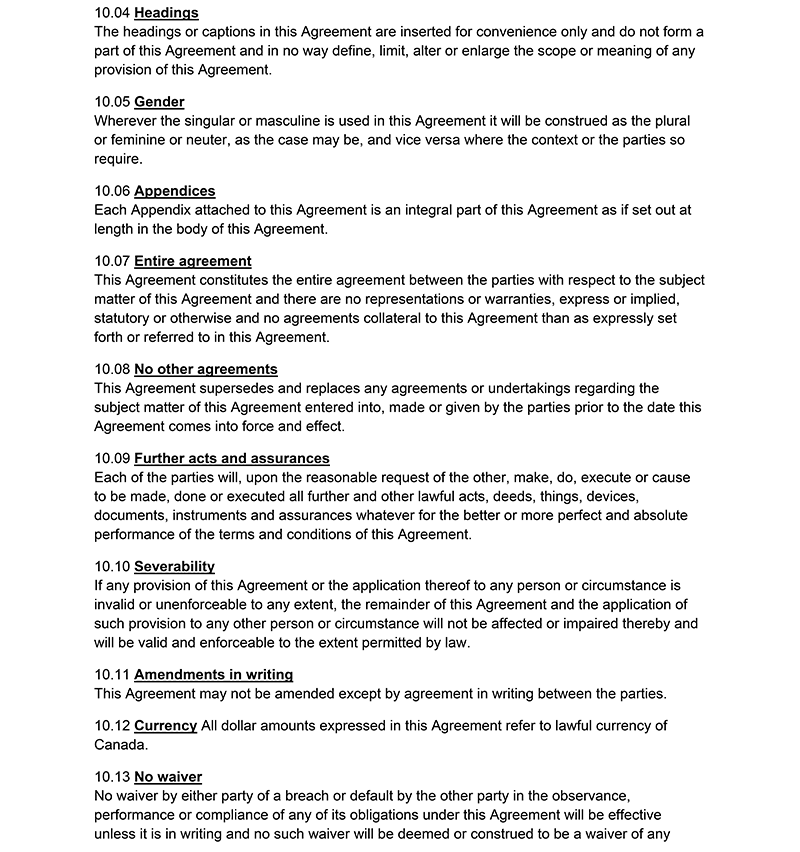 10.04 Headings
The headings or captions in this Agreement are inserted for convenience only and do not form a
part of this Agreement and in no way define, limit, alter or enlarge the scope or meaning of any
provision of this Agreement.
10.05 Gender
Wherever the singular or masculine is used in this Agreement it will be construed as the plural
or feminine or neuter, as the case may be, and vice versa where the context or the parties so
require.
10.06 Appendices
Each Appendix attached to this Agreement is an integral part of this Agreement as if set out at
length in the body of this Agreement.
10.07 Entire agreement
This Agreement constitutes the entire agreement between the parties with respect to the subject
matter of this Agreement and there are no representations or warranties, express or implied,
statutory or otherwise and no agreements collateral to this Agreement than as expressly set
forth or referred to in this Agreement.
10.08 No other agreements
This Agreement supersedes and replaces any agreements or undertakings regarding the
subject matter of this Agreement entered into, made or given by the parties prior to the date this
Agreement comes into force and effect.
10.09 Further acts and assurances
Each of the parties will, upon the reasonable request of the other, make, do, execute or cause
to be made, done or executed all further and other lawful acts, deeds, things, devices,
documents, instruments and assurances whatever for the better or more perfect and absolute
performance of the terms and conditions of this Agreement.
10.10 Severability
If any provision of this Agreement or the application thereof to any person or circumstance is
invalid or unenforceable to any extent, the remainder of this Agreement and the application of
such provision to any other person or circumstance will not be affected or impaired thereby and
will be valid and enforceable to the extent permitted by law.
10.11 Amendments in writing
This Agreement may not be amended except by agreement in writing between the parties.
10.12 Currency All dollar amounts expressed in this Agreement refer to lawful currency of
Canada.
10.13 No waiver
No waiver by either party of a breach or default by the other party in the observance,
performance or compliance of any of its obligations under this Agreement will be effective
unless it is in writing and no such waiver will be deemed or construed to be a waiver of any